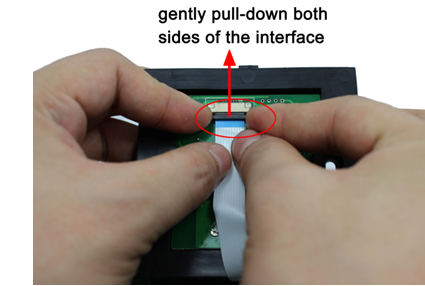 gently pull-down both
sides of the interface